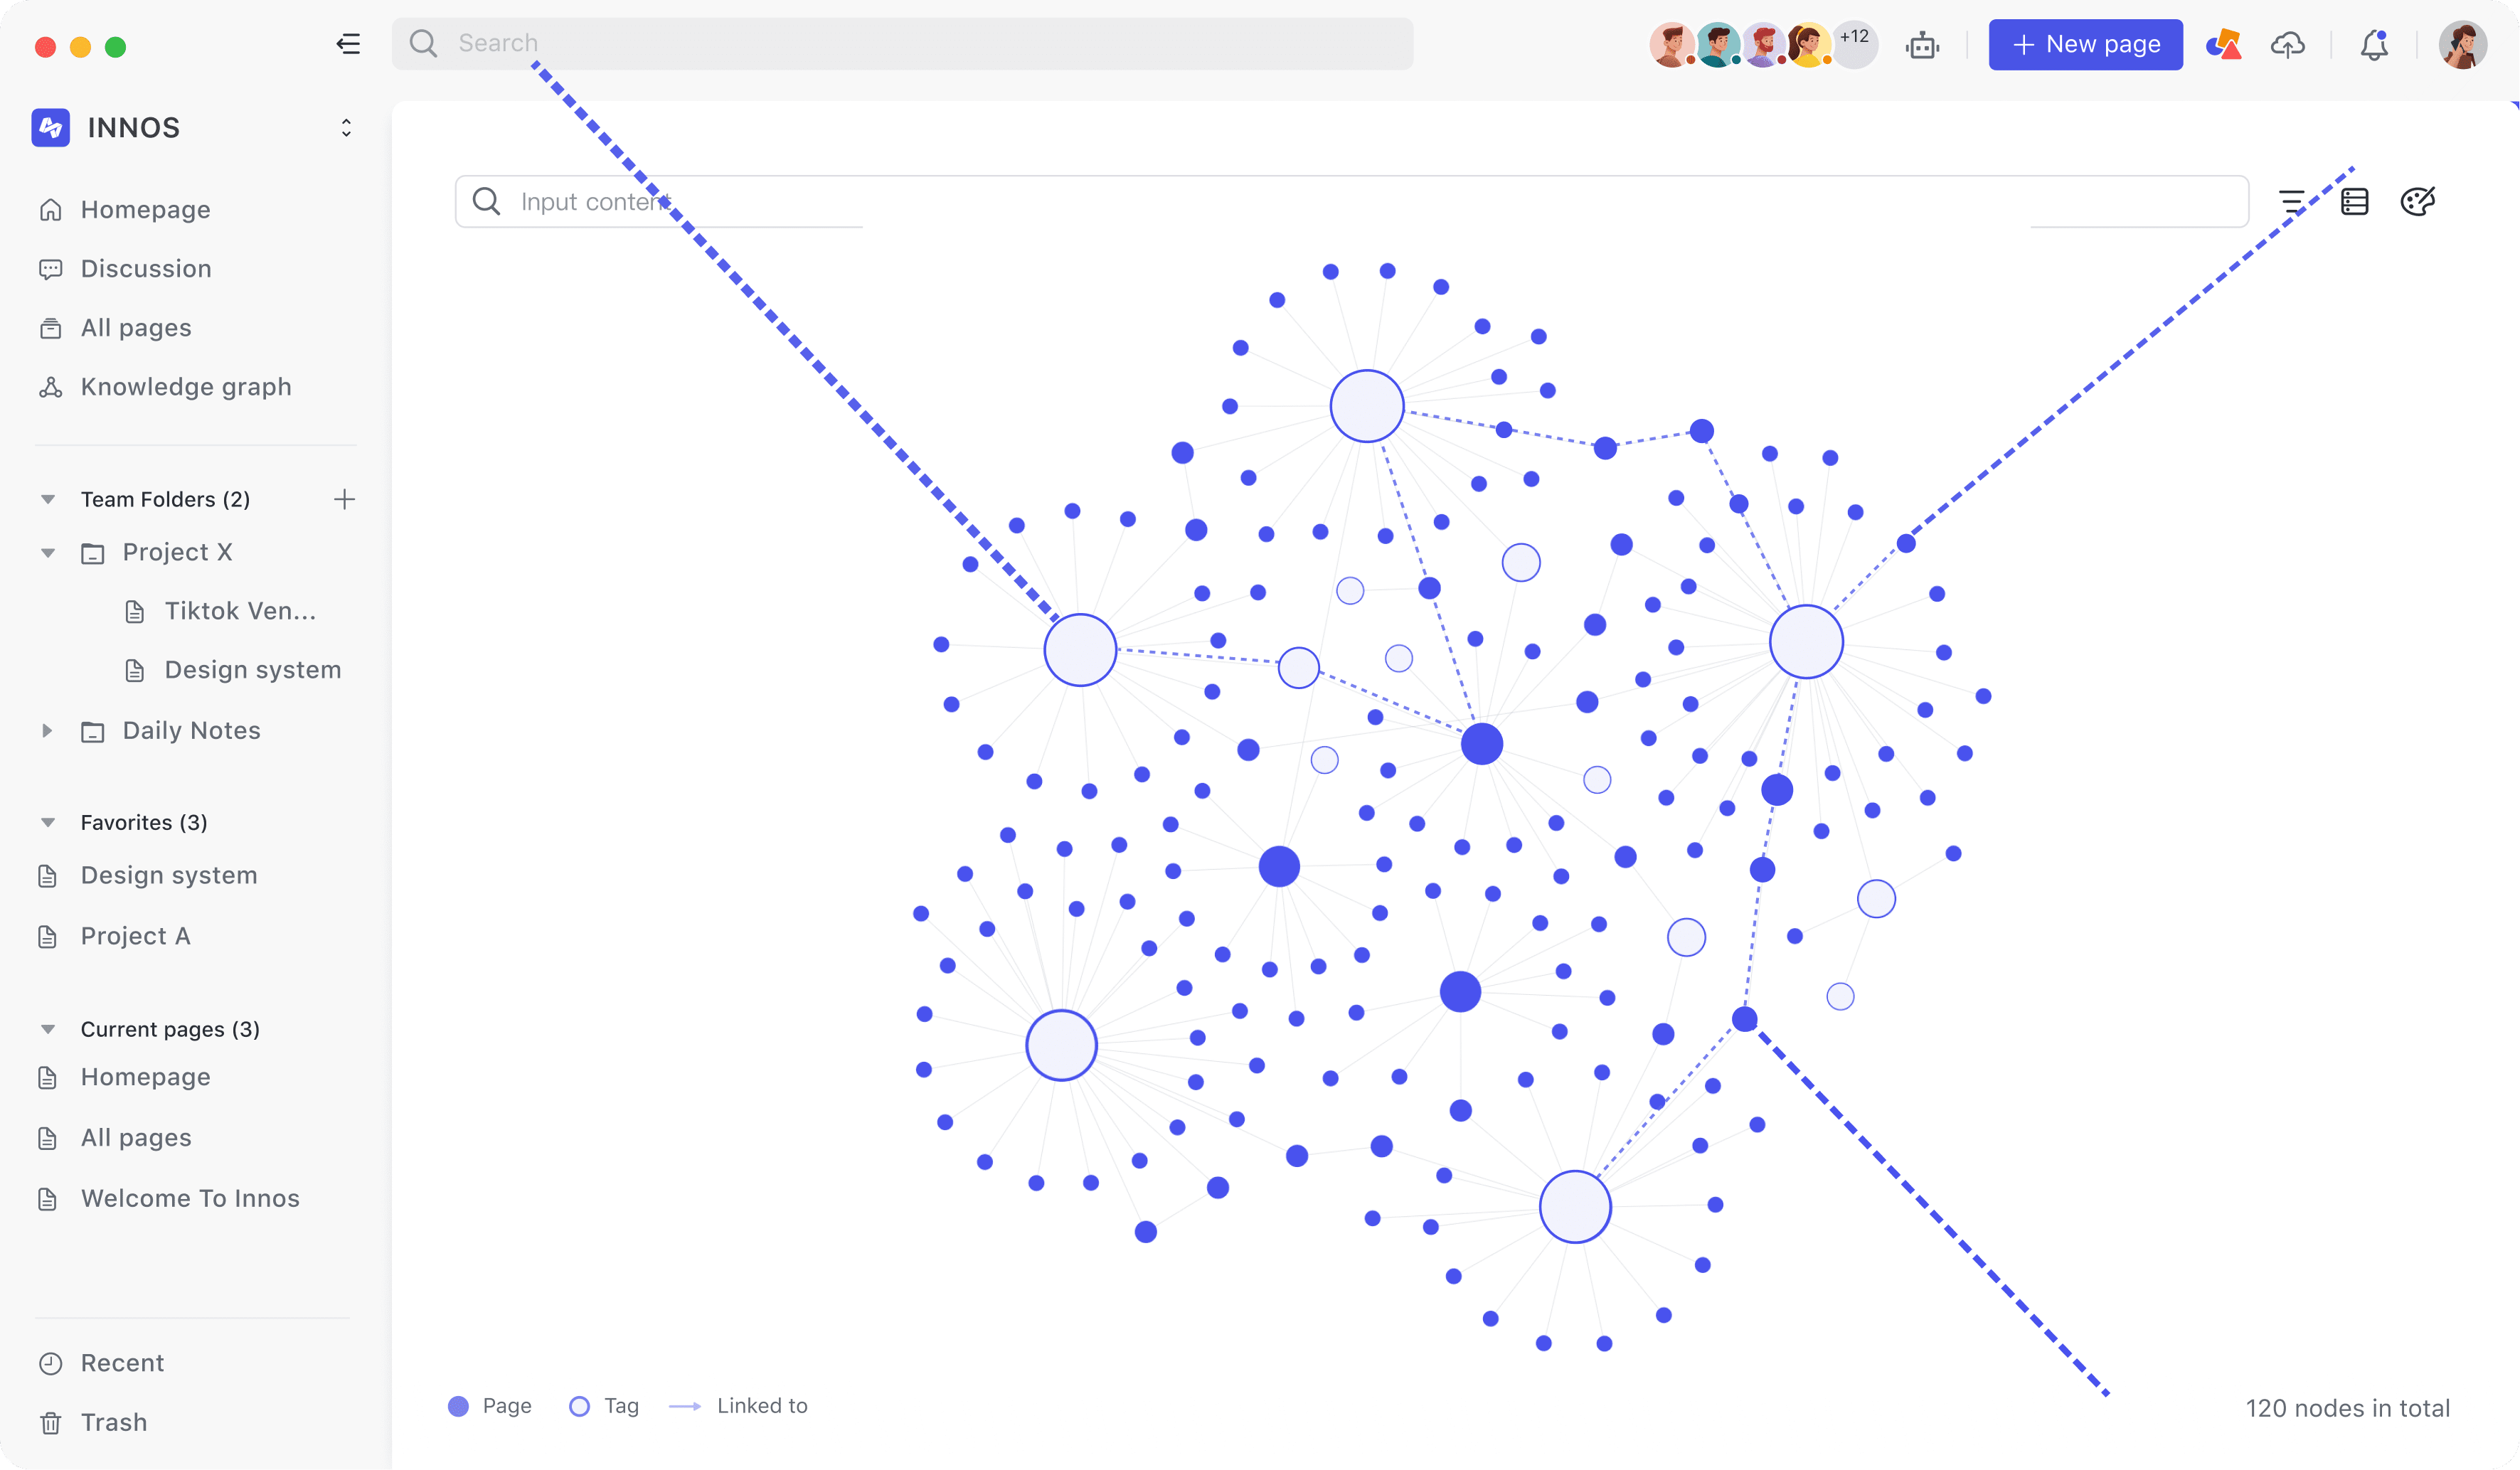 Search
+12
New page
INNOS
Homepage
Discussion
All pages
Knowledge graph
Team Folders (2)
Project X
Tiktok Ven...
Design system
Daily Notes
Favorites (3)
Design system
Project A
Current pages (3)
Homepage
All pages
Welcome To Innos
Recent
Trash
Input content
Page
Tag
Linked to
120 nodes in total